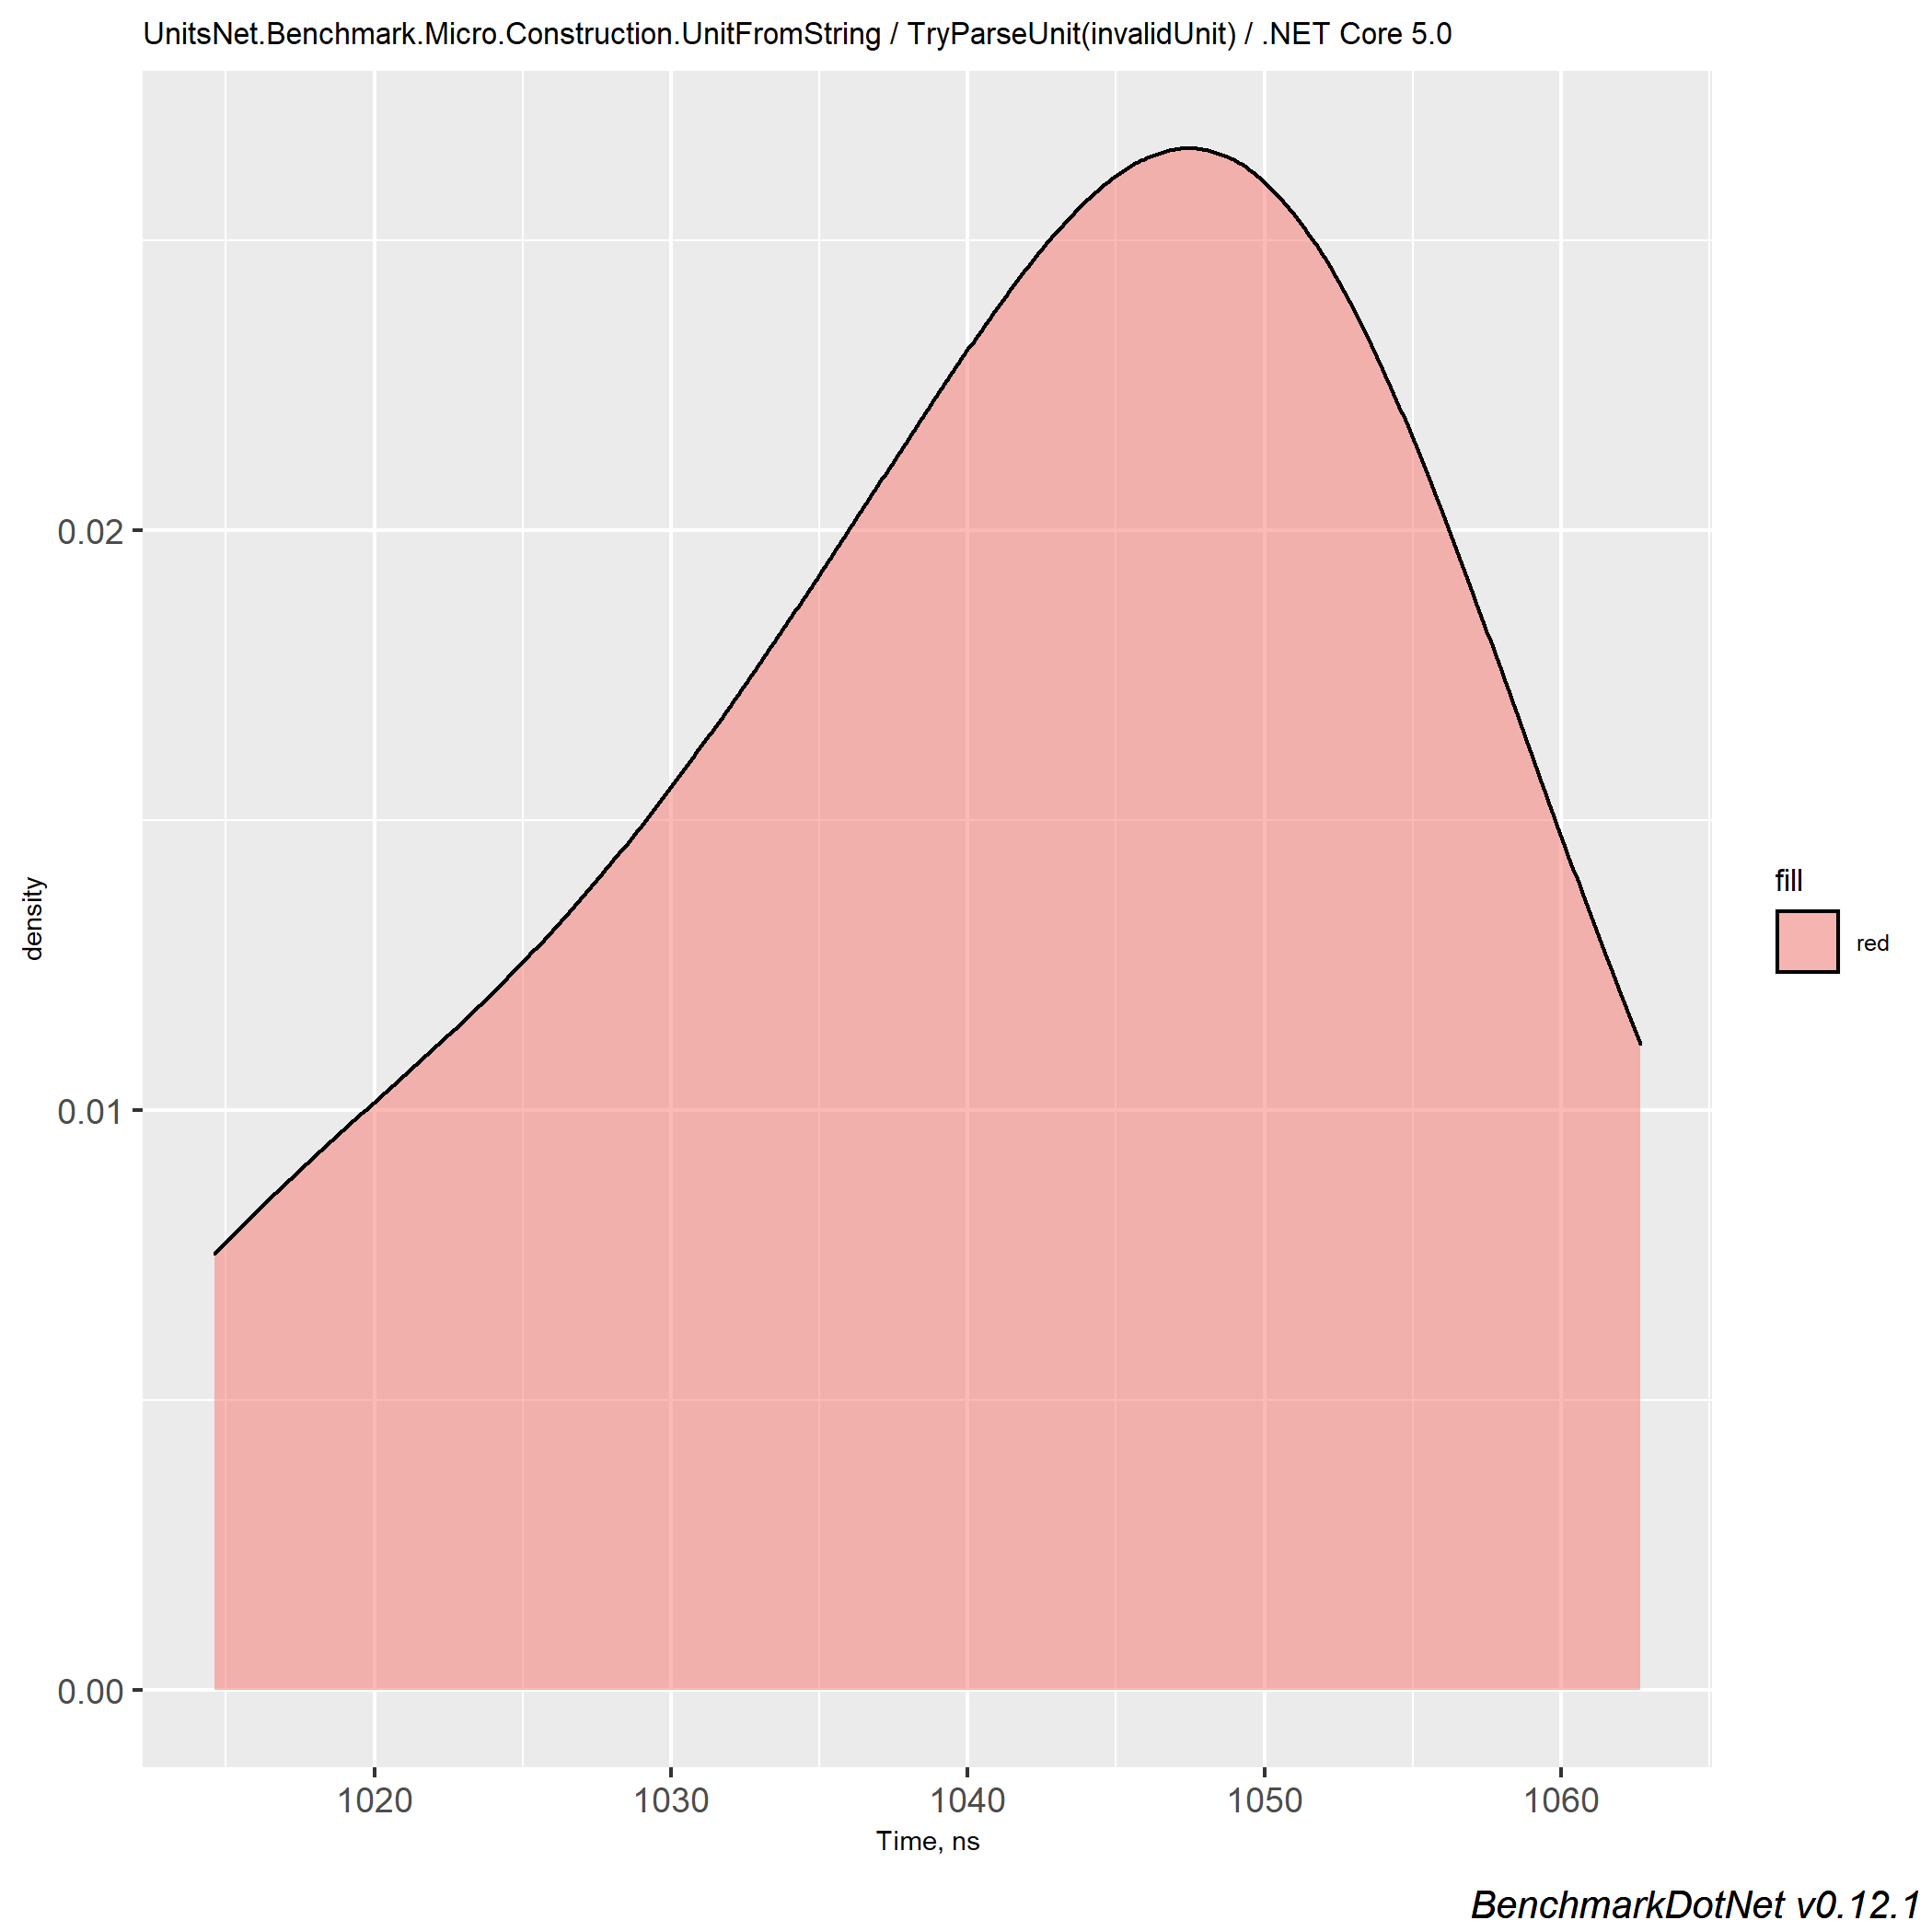 UnitsNet.Benchmark.Micro.Construction.UnitFromString / TryParseUnit(invalidUnit) / .NET Core 5.0
0.02
0.01
0.00
density
1020 1030 1040 1050 1060
Time, ns
fill
red
BenchmarkDotNet v0.12.1